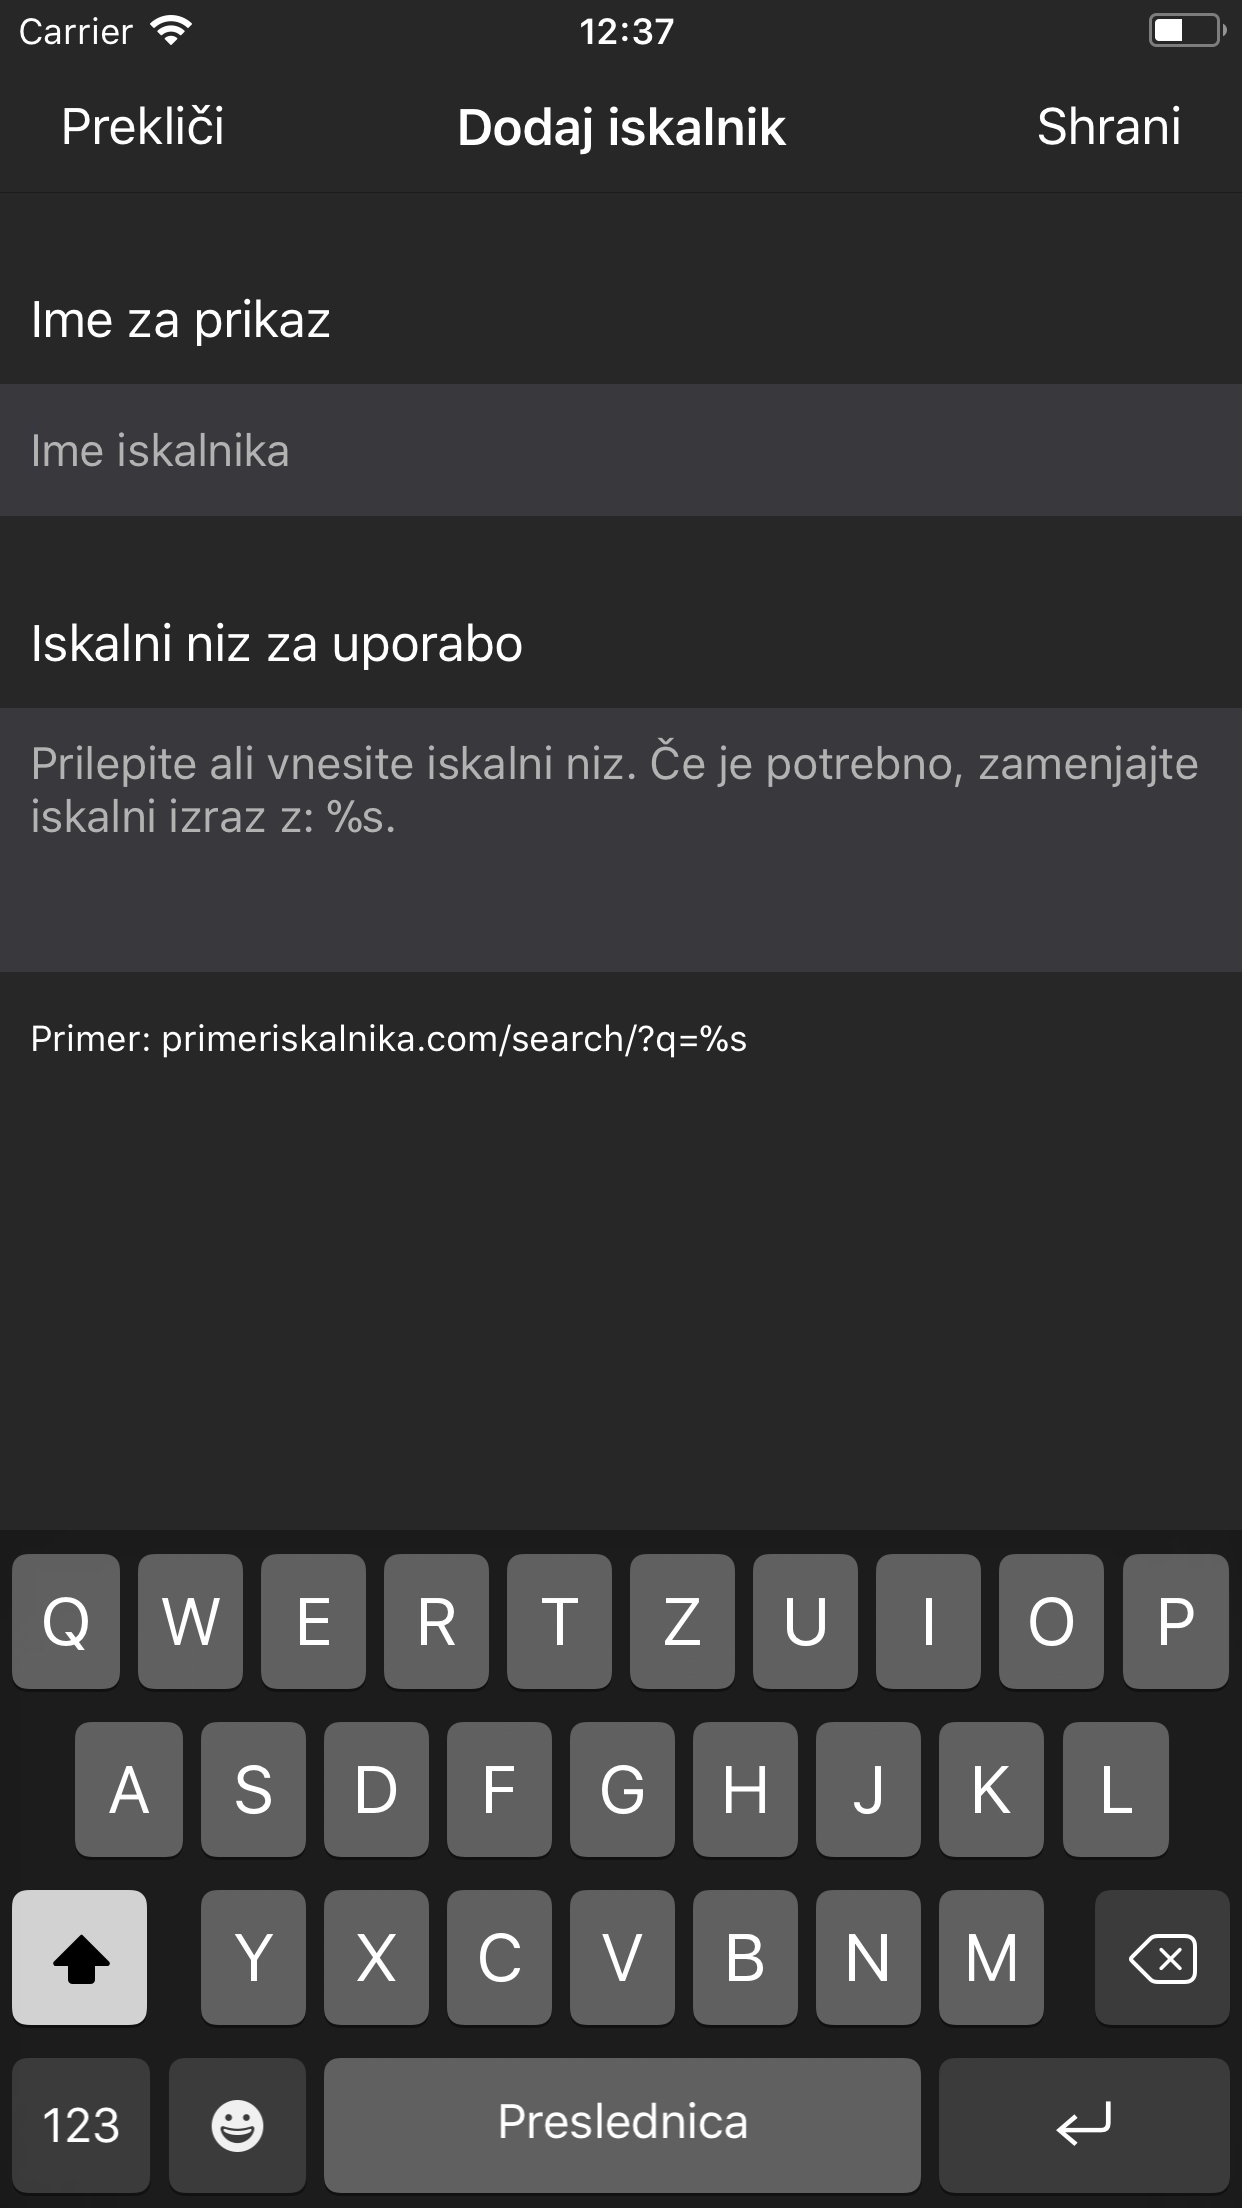 Carrier 12:37
Prekliči Dodaj iskalnik Shrani
Ime za prikaz
Ime iskalnika
Iskalni niz za uporabo
Prilepite ali vnesite iskalni niz. Če je potrebno, zamenjajte
iskalni izraz z: %s.
Primer: primeriskalnika.com/search/?q=%s
Q W E R T Z U I O P
A S D F G H J K L
Y X C V B N M
123 Preslednica